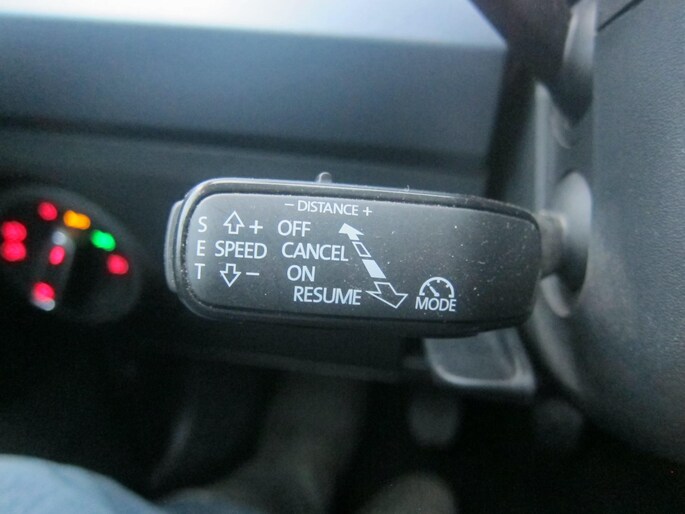 - DISTANCE +
S + OFF
E SPEED CANCEL
T - ON
RESUME
MODE